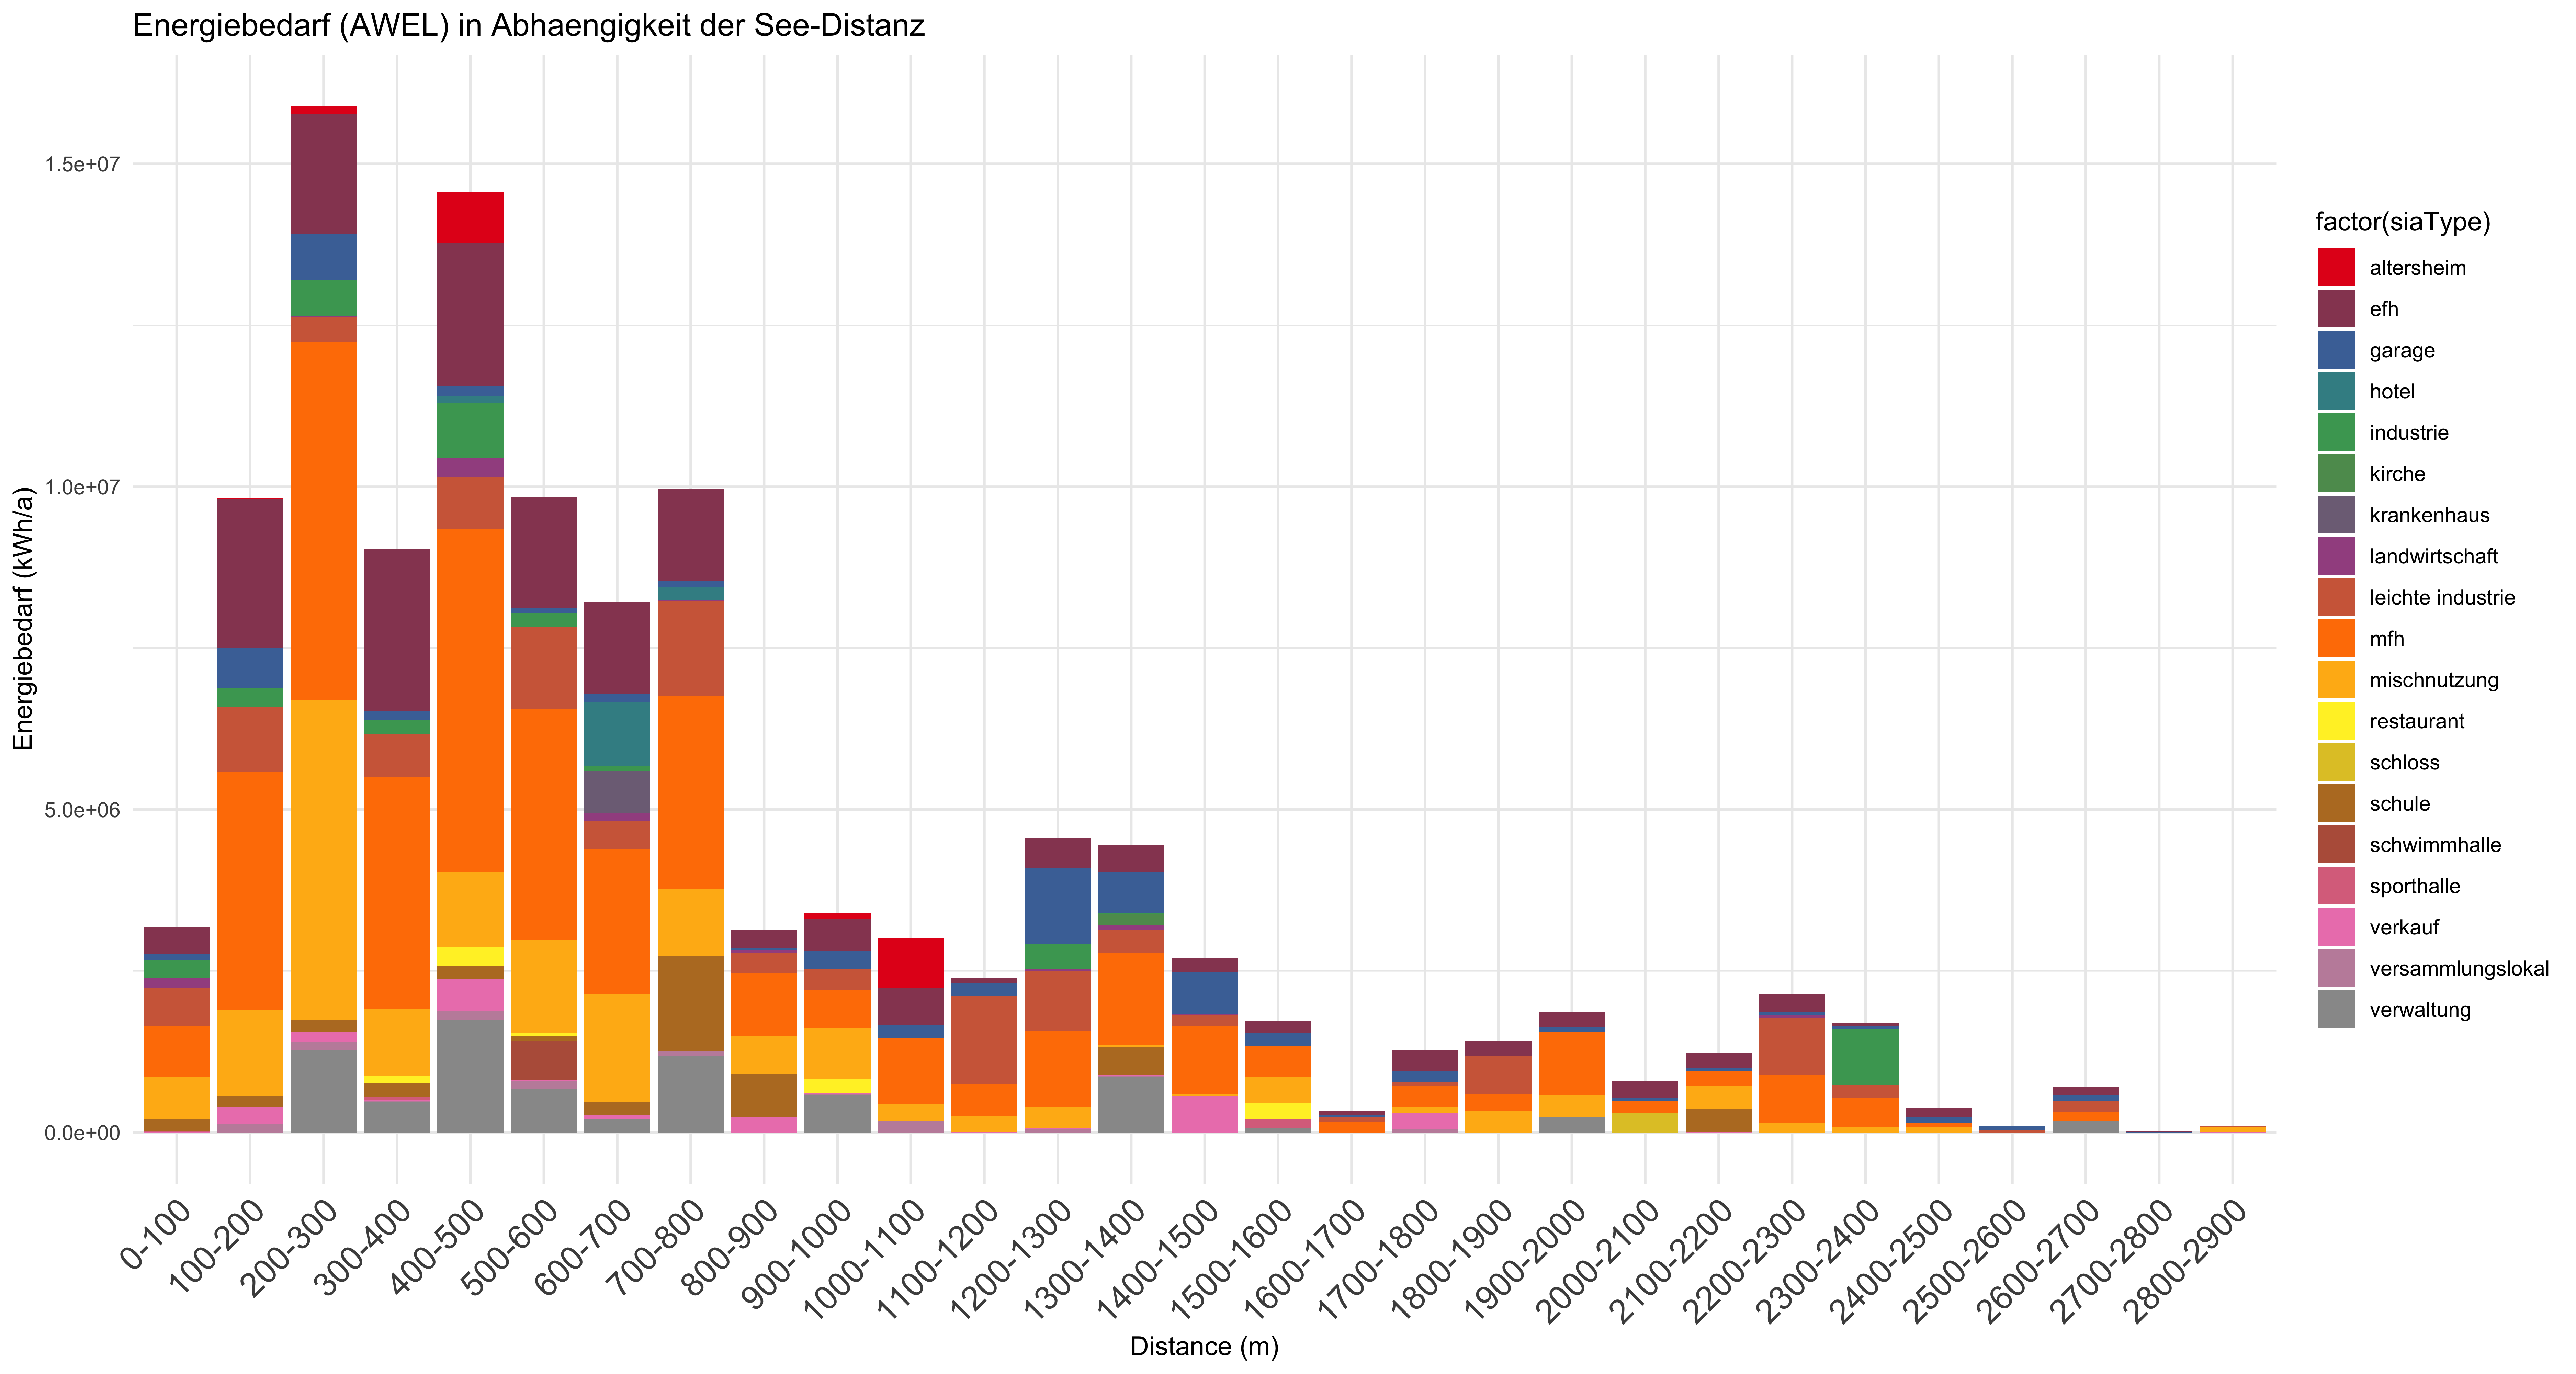 Energiebedarf (AWEL) in Abhaengigkeit der See-Distanz
Energiebedarf (kWh/a)
1.5e+07
1.0e+07
5.0e+06
0.0e+00
0-100
100-200
200-300
300-400
400-500
500-600
600-700
700-800
800-900
900-1000
1000-1100
1100-1200
1200-1300
1300-1400
1400-1500
1500-1600
1600-1700
1700-1800
1800-1900
1900-2000
2000-2100
2100-2200
2200-2300
2300-2400
2400-2500
2500-2600
2600-2700
2700-2800
2800-2900
Distance (m)
factor(siaType)
altersheim
efh
garage
hotel
industrie
kirche
krankenhaus
landwirtschaft
leichte industrie
mfh
mischnutzung
restaurant
schloss
schule
schwimmhalle
sporthalle
verkauf
versammlungslokal
verwaltung